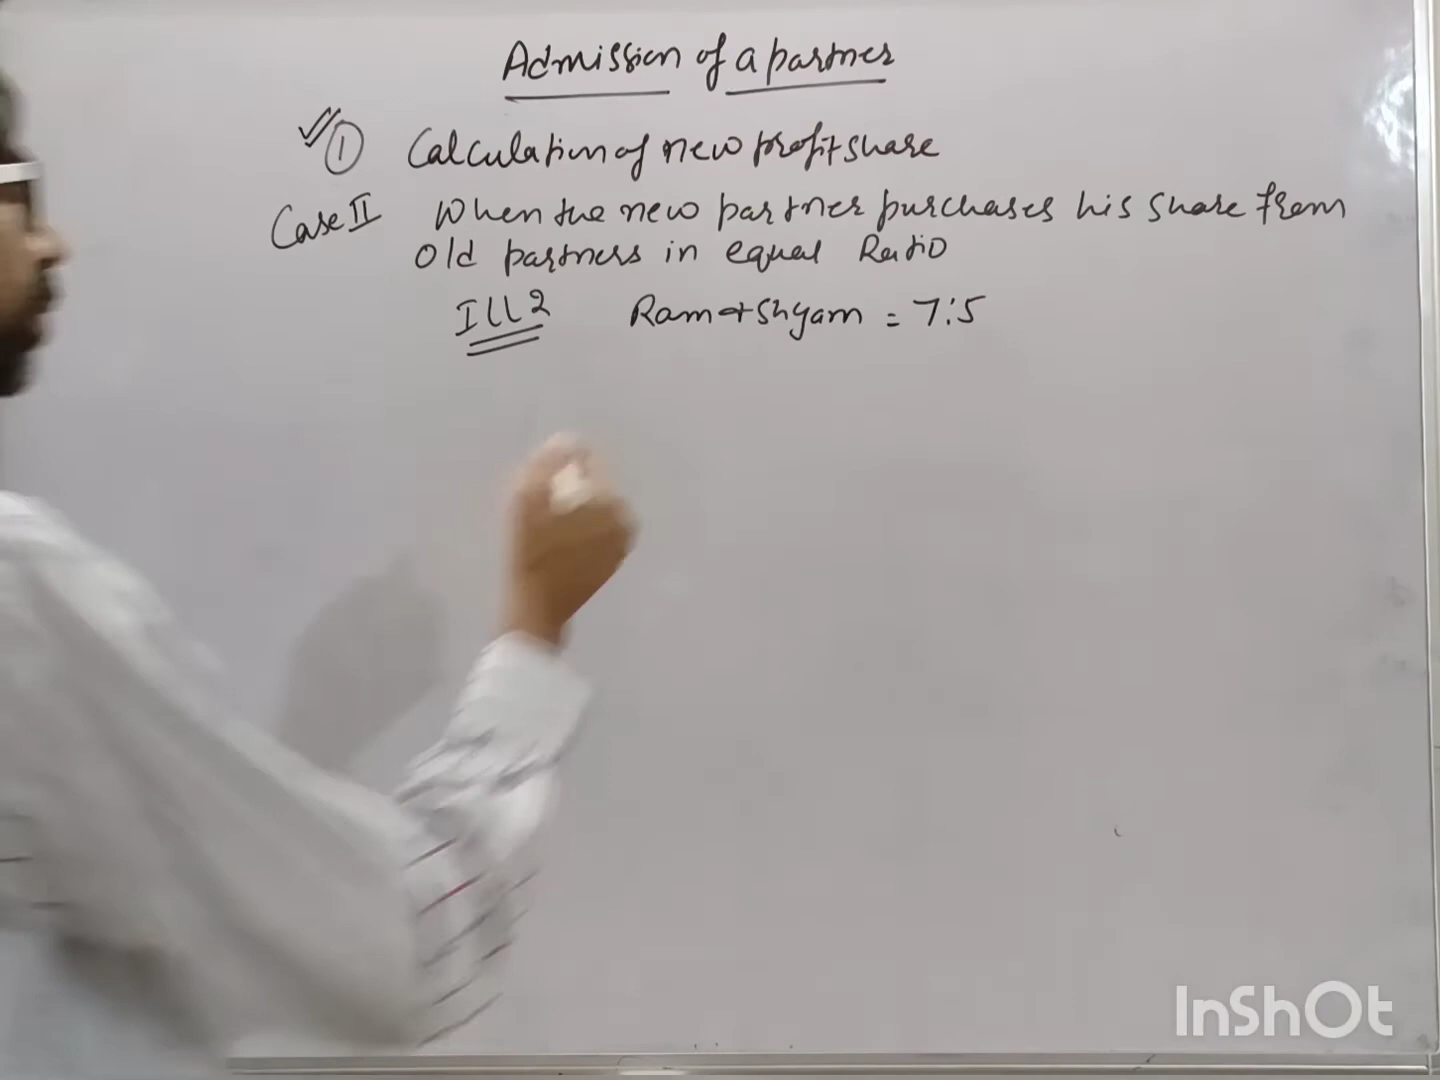 Admission of a partner
① Calculation of new profit share
Case II When the new partner purchases his share from
old partners in equal Ratio
Ill 2 Ram & Shyam = 7:5
InShOt